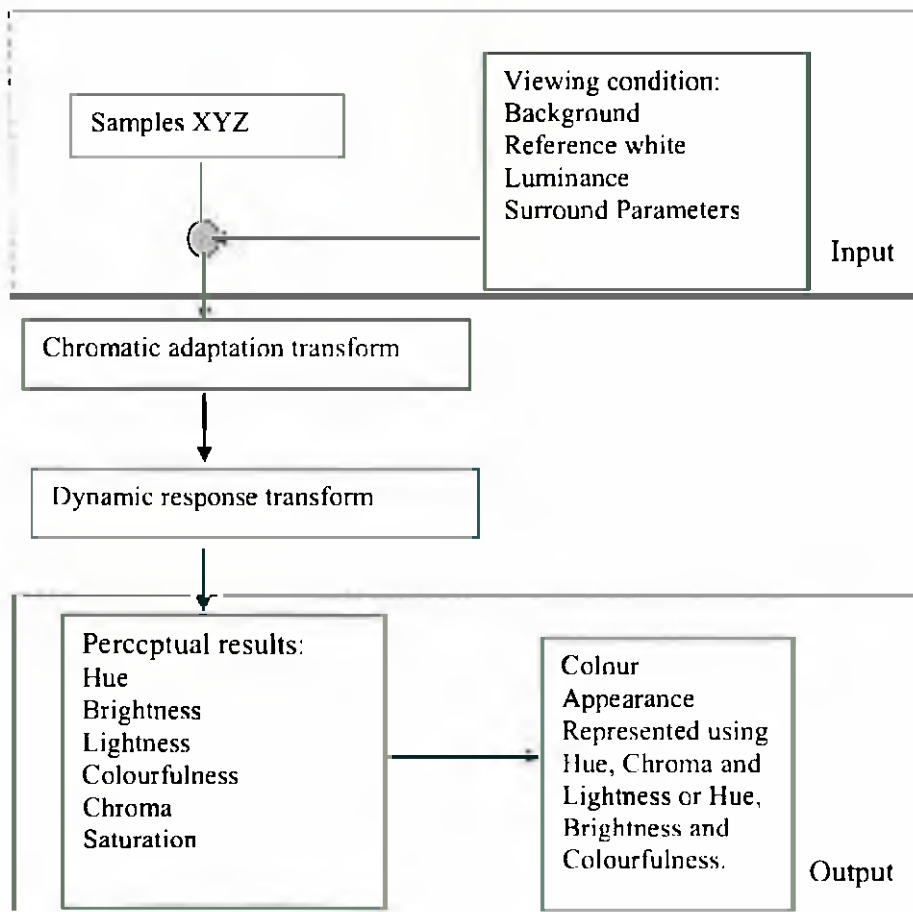 Samples XYZ
Viewing condition:
Background
Reference white
Luminance
Surround Parameters
Input
Chromatic adaptation transform
Dynamic response transform
Perceptual results:
Hue
Brightness
Lightness
Colourfulness
Chroma
Saturation
Colour
Appearance
Represented using
Hue, Chroma and
Lightness or Hue,
Brightness and
Colourfulness.
Output